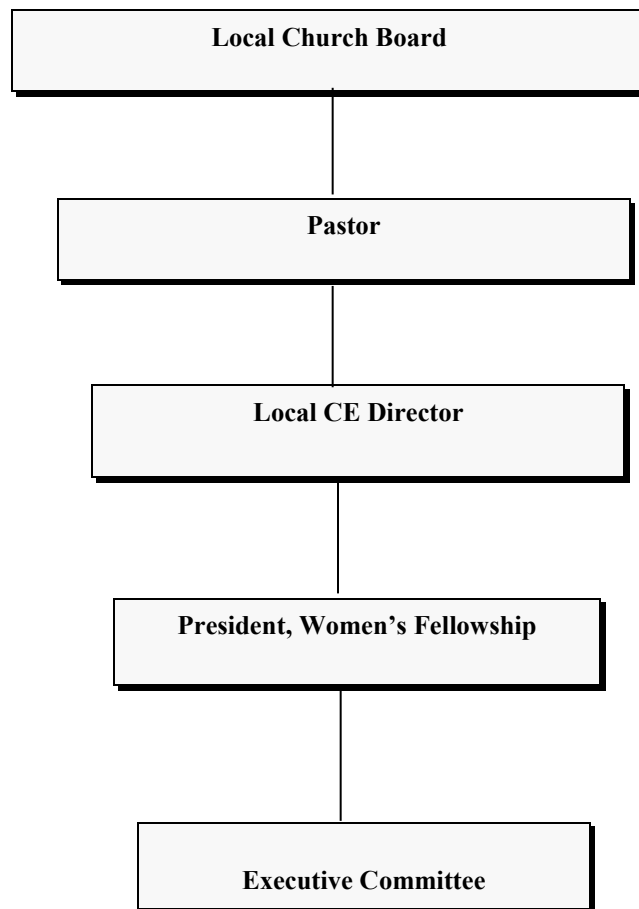 Local Church Board
Pastor
Local CE Director
President, Women’s Fellowship
Executive Committee